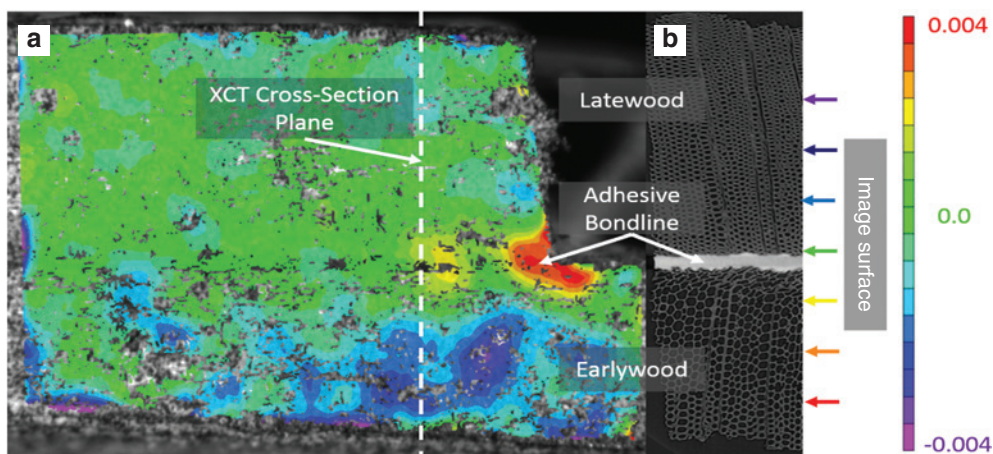 a
XCT Cross-Section
Plane
b
Latewood
Adhesive
Bondline
Earlywood
Image surface
0.004
0.0
-0.004